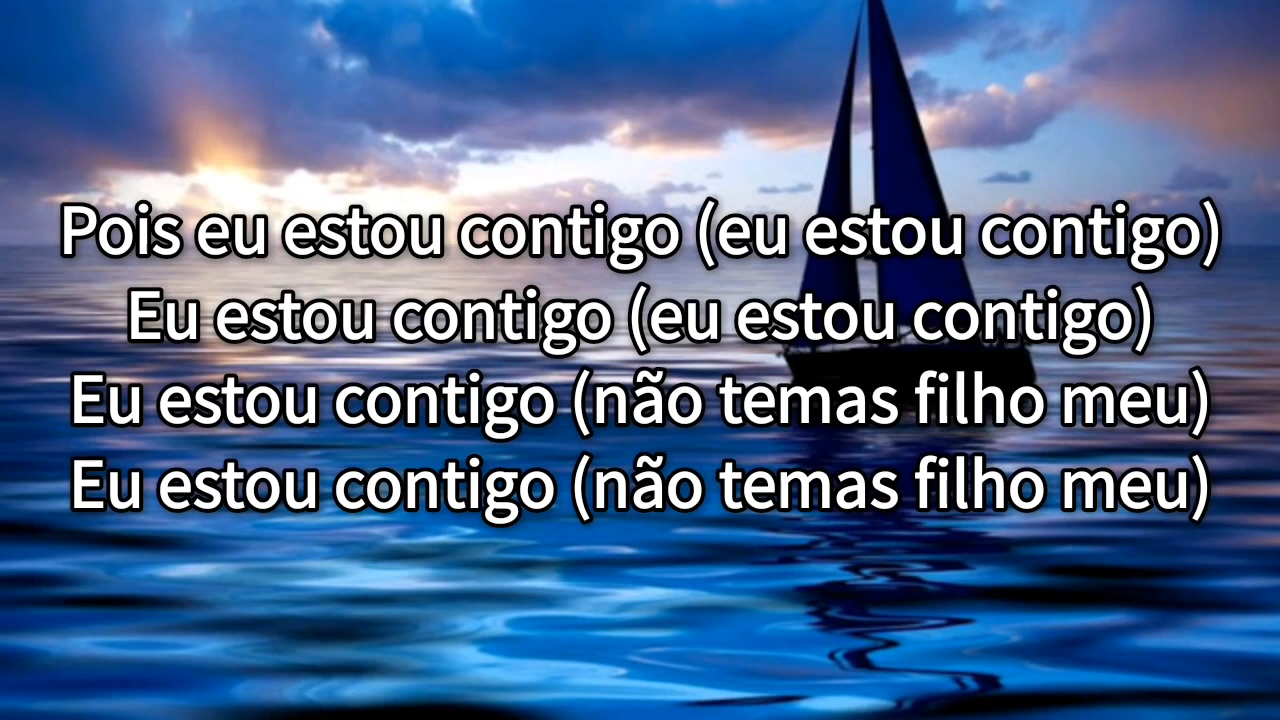 Pois eu estou contigo (eu estou contigo)
Eu estou contigo (eu estou contigo)
Eu estou contigo (não temas filho meu)
Eu estou contigo (não temas filho meu)